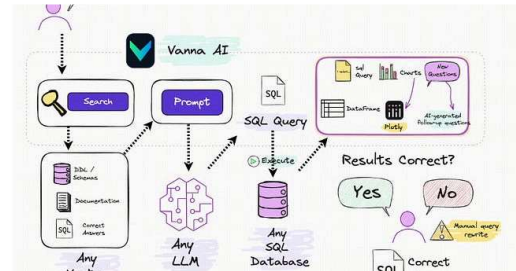 Vanna AI
Search
Prompt
SQL
SQL Query
Execute
sql
Query
Charts
New
Questions
DataFrame
Plotly
AI-generated
followup questions
DDL /
Schemas
Documentation
SQL
Correct
Answers
Any
Any
LLM
Any
SQL
Database
Results Correct?
Yes
No
Manual query
rewrite
SQL
Correct